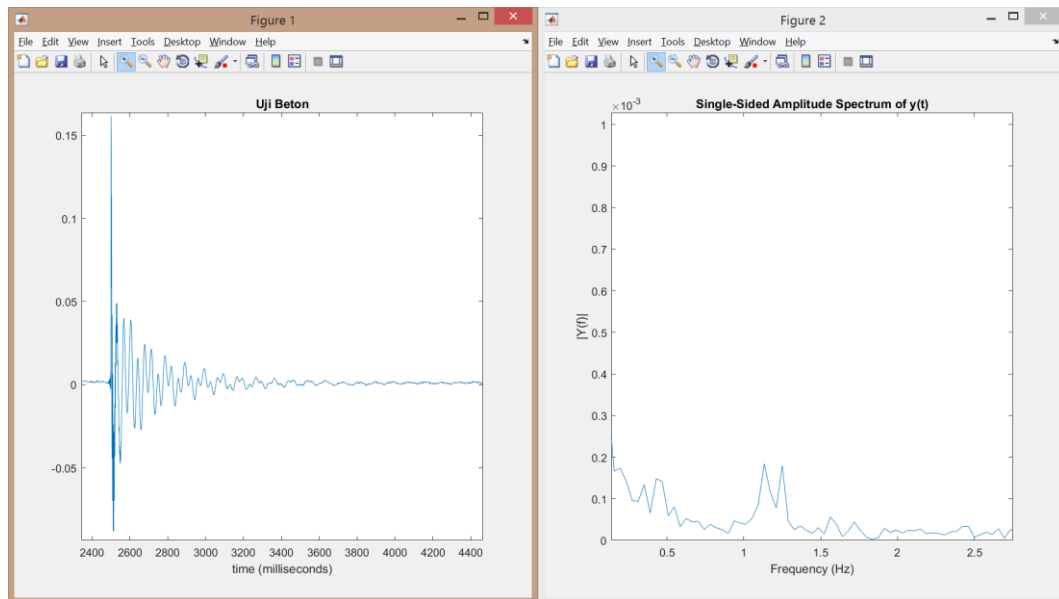 Figure 1
File Edit View Insert Tools Desktop Window Help
Uji Beton
0.15
0.1
0.05
0
-0.05
2400 2600 2800 3000 3200 3400 3600 3800 4000 4200 4400
time (milliseconds)
Figure 2
File Edit View Insert Tools Desktop Window Help
×10⁻³
Single-Sided Amplitude Spectrum of y(t)
1
0.9
0.8
0.7
0.6
0.5
0.4
0.3
0.2
0.1
0
|Y(f)|
0.5 1 1.5 2 2.5
Frequency (Hz)